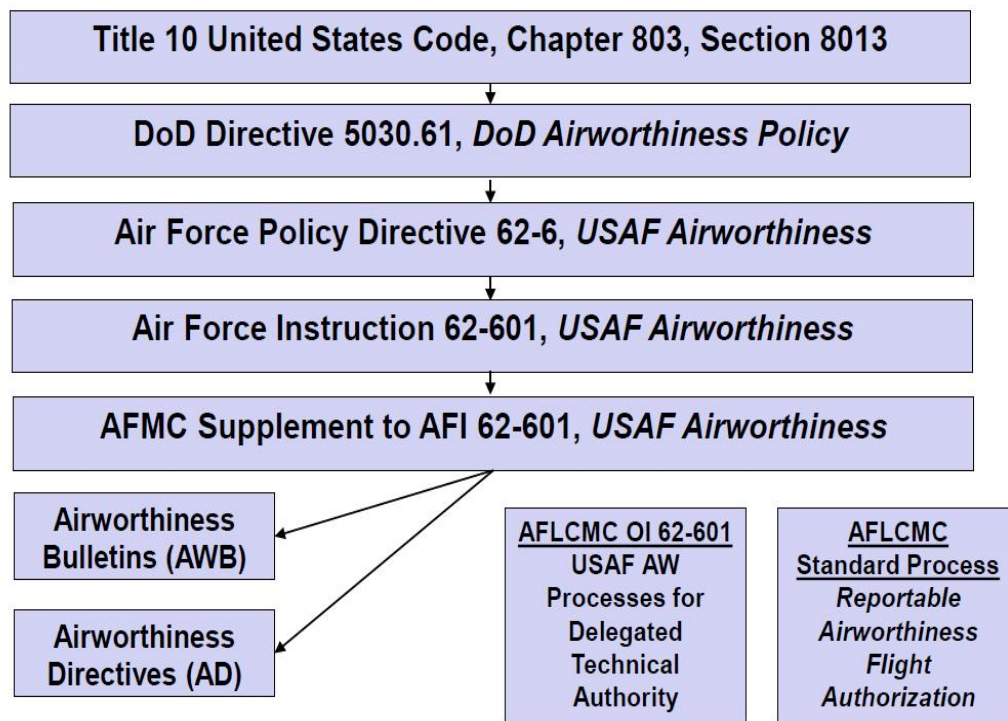 Title 10 United States Code, Chapter 803, Section 8013
DoD Directive 5030.61, DoD Airworthiness Policy
Air Force Policy Directive 62-6, USAF Airworthiness
Air Force Instruction 62-601, USAF Airworthiness
AFMC Supplement to AFI 62-601, USAF Airworthiness
Airworthiness
Bulletins (AWB)
Airworthiness
Directives (AD)
AFLCMC OI 62-601
USAF AW
Processes for
Delegated
Technical
Authority
AFLCMC
Standard Process
Reportable
Airworthiness
Flight
Authorization